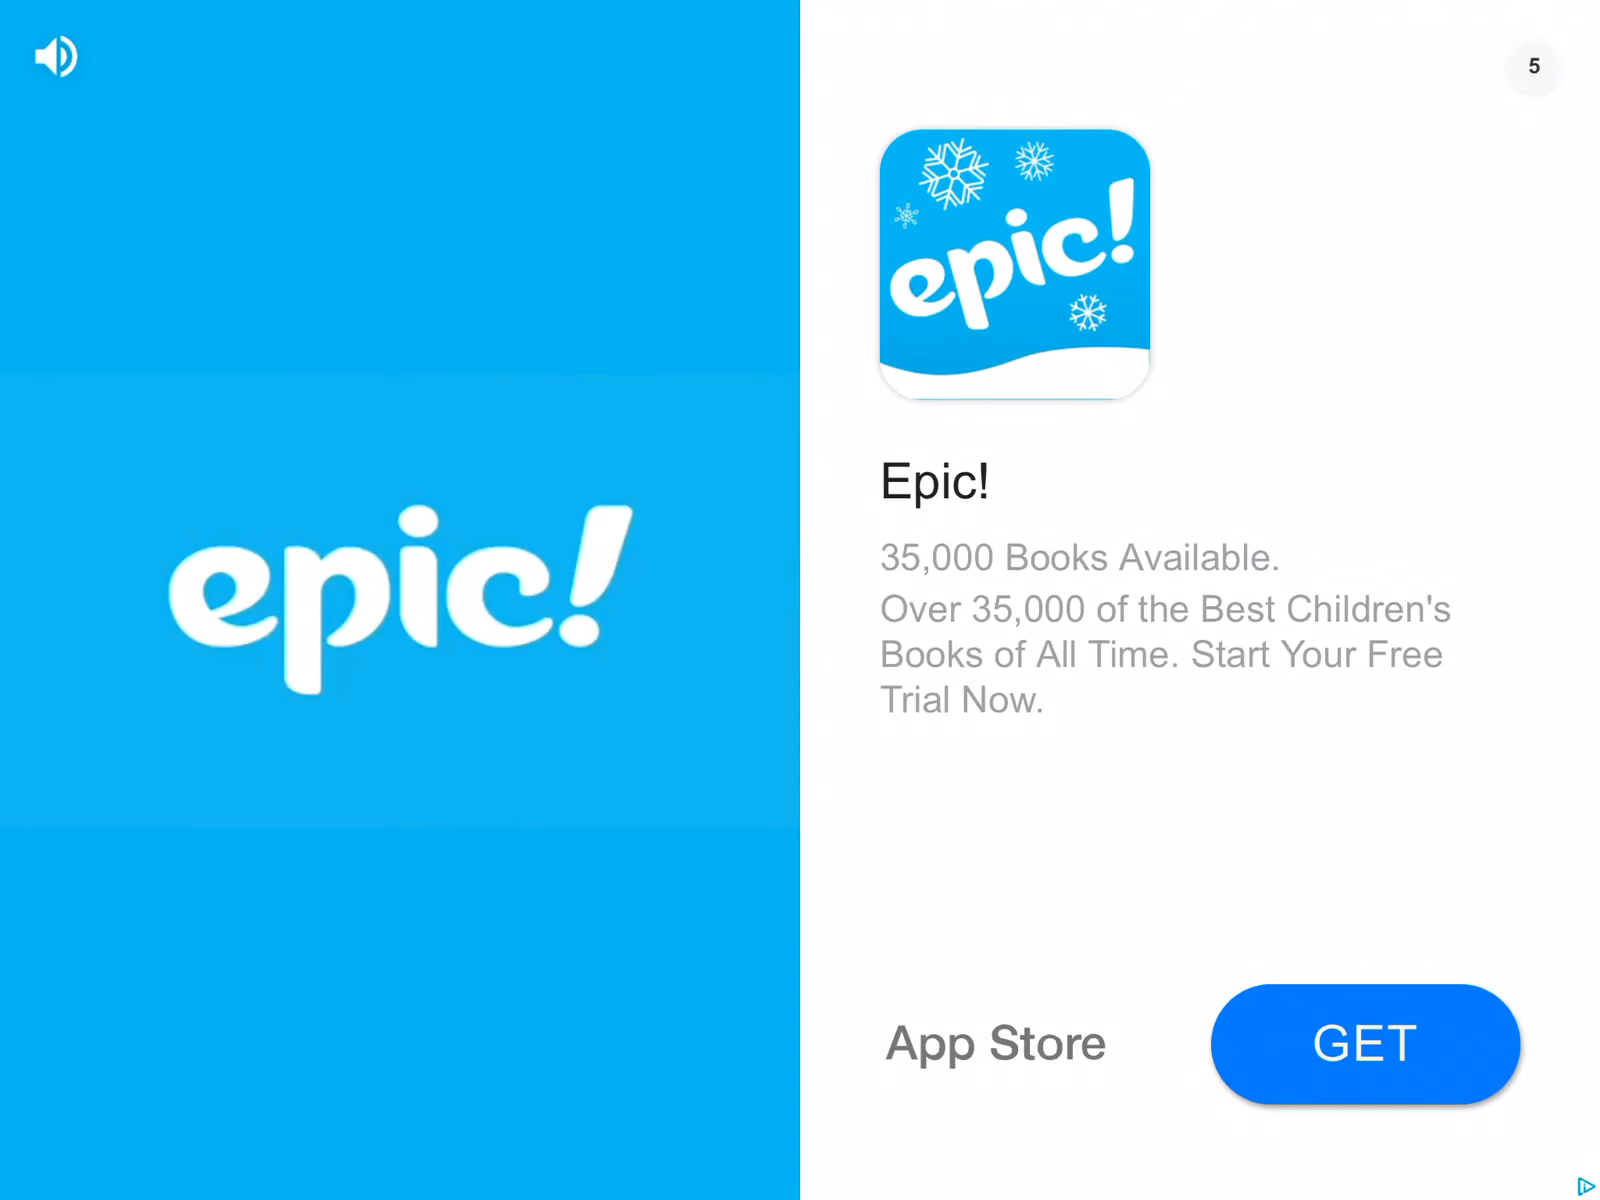 epic!
5
epic!
Epic!
35,000 Books Available.
Over 35,000 of the Best Children's
Books of All Time. Start Your Free
Trial Now.
App Store
GET